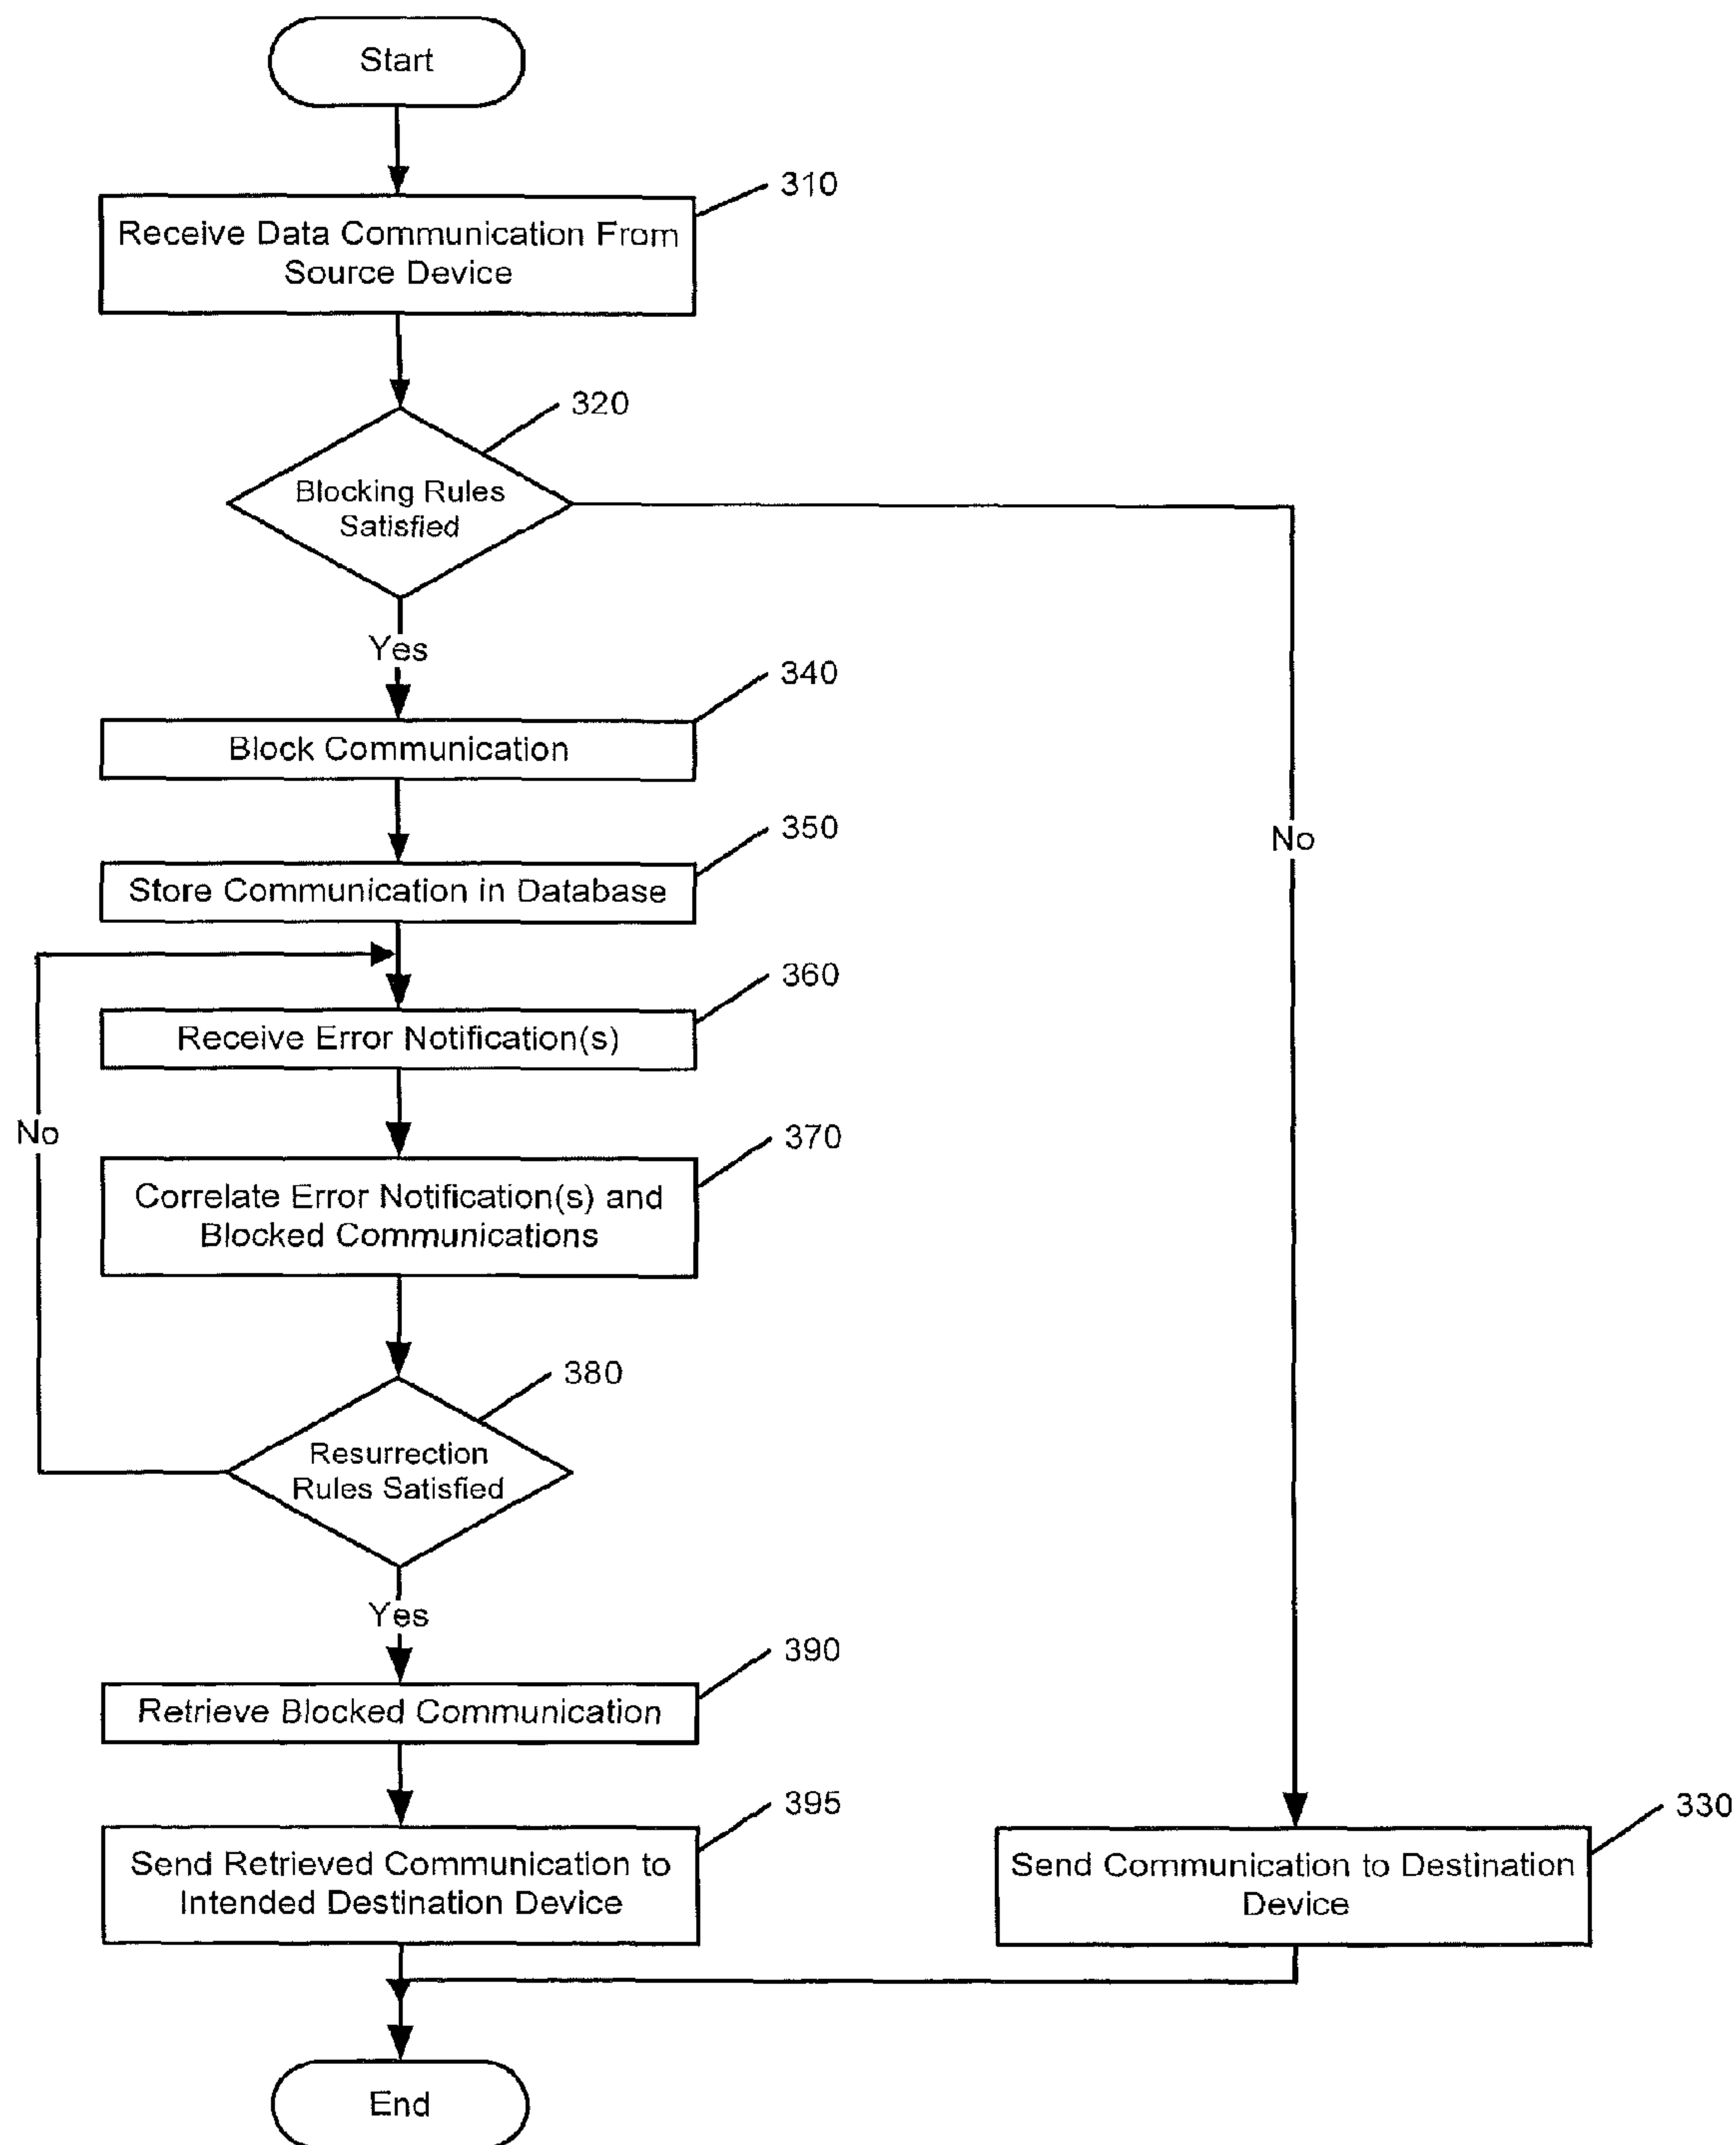 Start
310
Receive Data Communication From
Source Device
320
Blocking Rules
Satisfied
Yes
340
Block Communication
No
350
Store Communication in Database
360
Receive Error Notification(s)
No
370
Correlate Error Notification(s) and
Blocked Communications
380
Resurrection
Rules Satisfied
Yes
390
Retrieve Blocked Communication
395
Send Retrieved Communication to
Intended Destination Device
330
Send Communication to Destination
Device
End